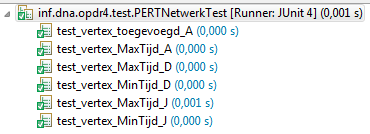 inf.dna.opdr4.test.PERTNetwerkTest [Runner: JUnit 4] (0,001 s)
test_vertex_toegevoegd_A (0,000 s)
test_vertex_MaxTijd_A (0,000 s)
test_vertex_MaxTijd_D (0,000 s)
test_vertex_MinTijd_D (0,000 s)
test_vertex_MaxTijd_J (0,001 s)
test_vertex_MinTijd_J (0,000 s)